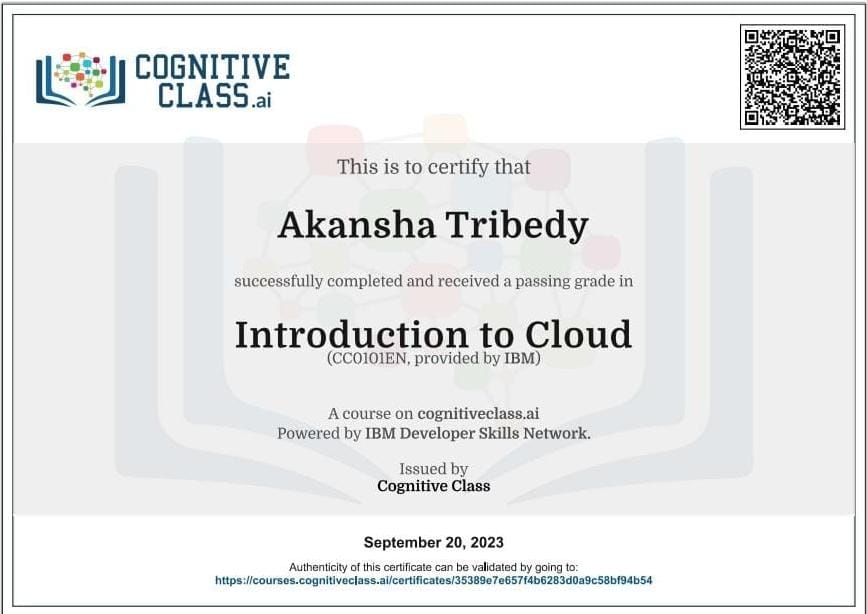 COGNITIVE
CLASS.ai
This is to certify that
Akansha Tribedy
successfully completed and received a passing grade in
Introduction to Cloud
(CC0101EN, provided by IBM)
A course on cognitiveclass.ai
Powered by IBM Developer Skills Network.
Issued by
Cognitive Class
September 20, 2023
Authenticity of this certificate can be validated by going to:
https://courses.cognitiveclass.ai/certificates/35389e7e657f4b6283d0a9c58bf94b54